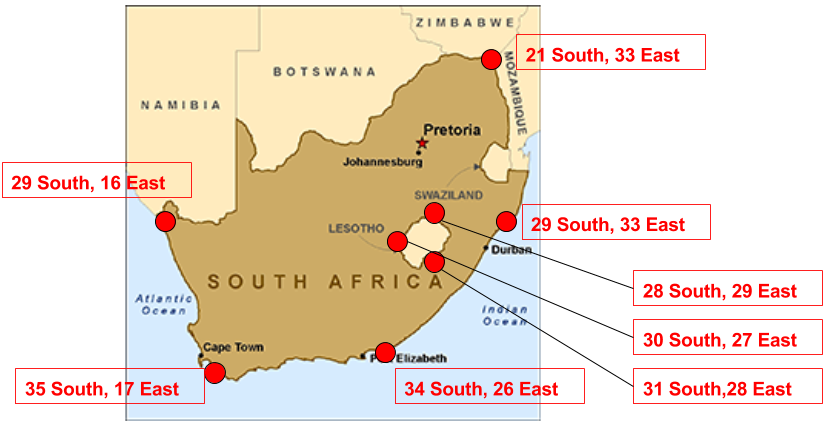 ZIMBABWE
21 South, 33 East
BOTSWANA
MOZAMBIQUE
NAMIBIA
Pretoria
Johannesburg
29 South, 16 East
SWAZILAND
29 South, 33 East
LESOTHO
Durban
SOUTH AFRICA
28 South, 29 East
Atlantic
Ocean
Indian
Ocean
30 South, 27 East
Cape Town
Elizabeth
35 South, 17 East
34 South, 26 East
31 South,28 East